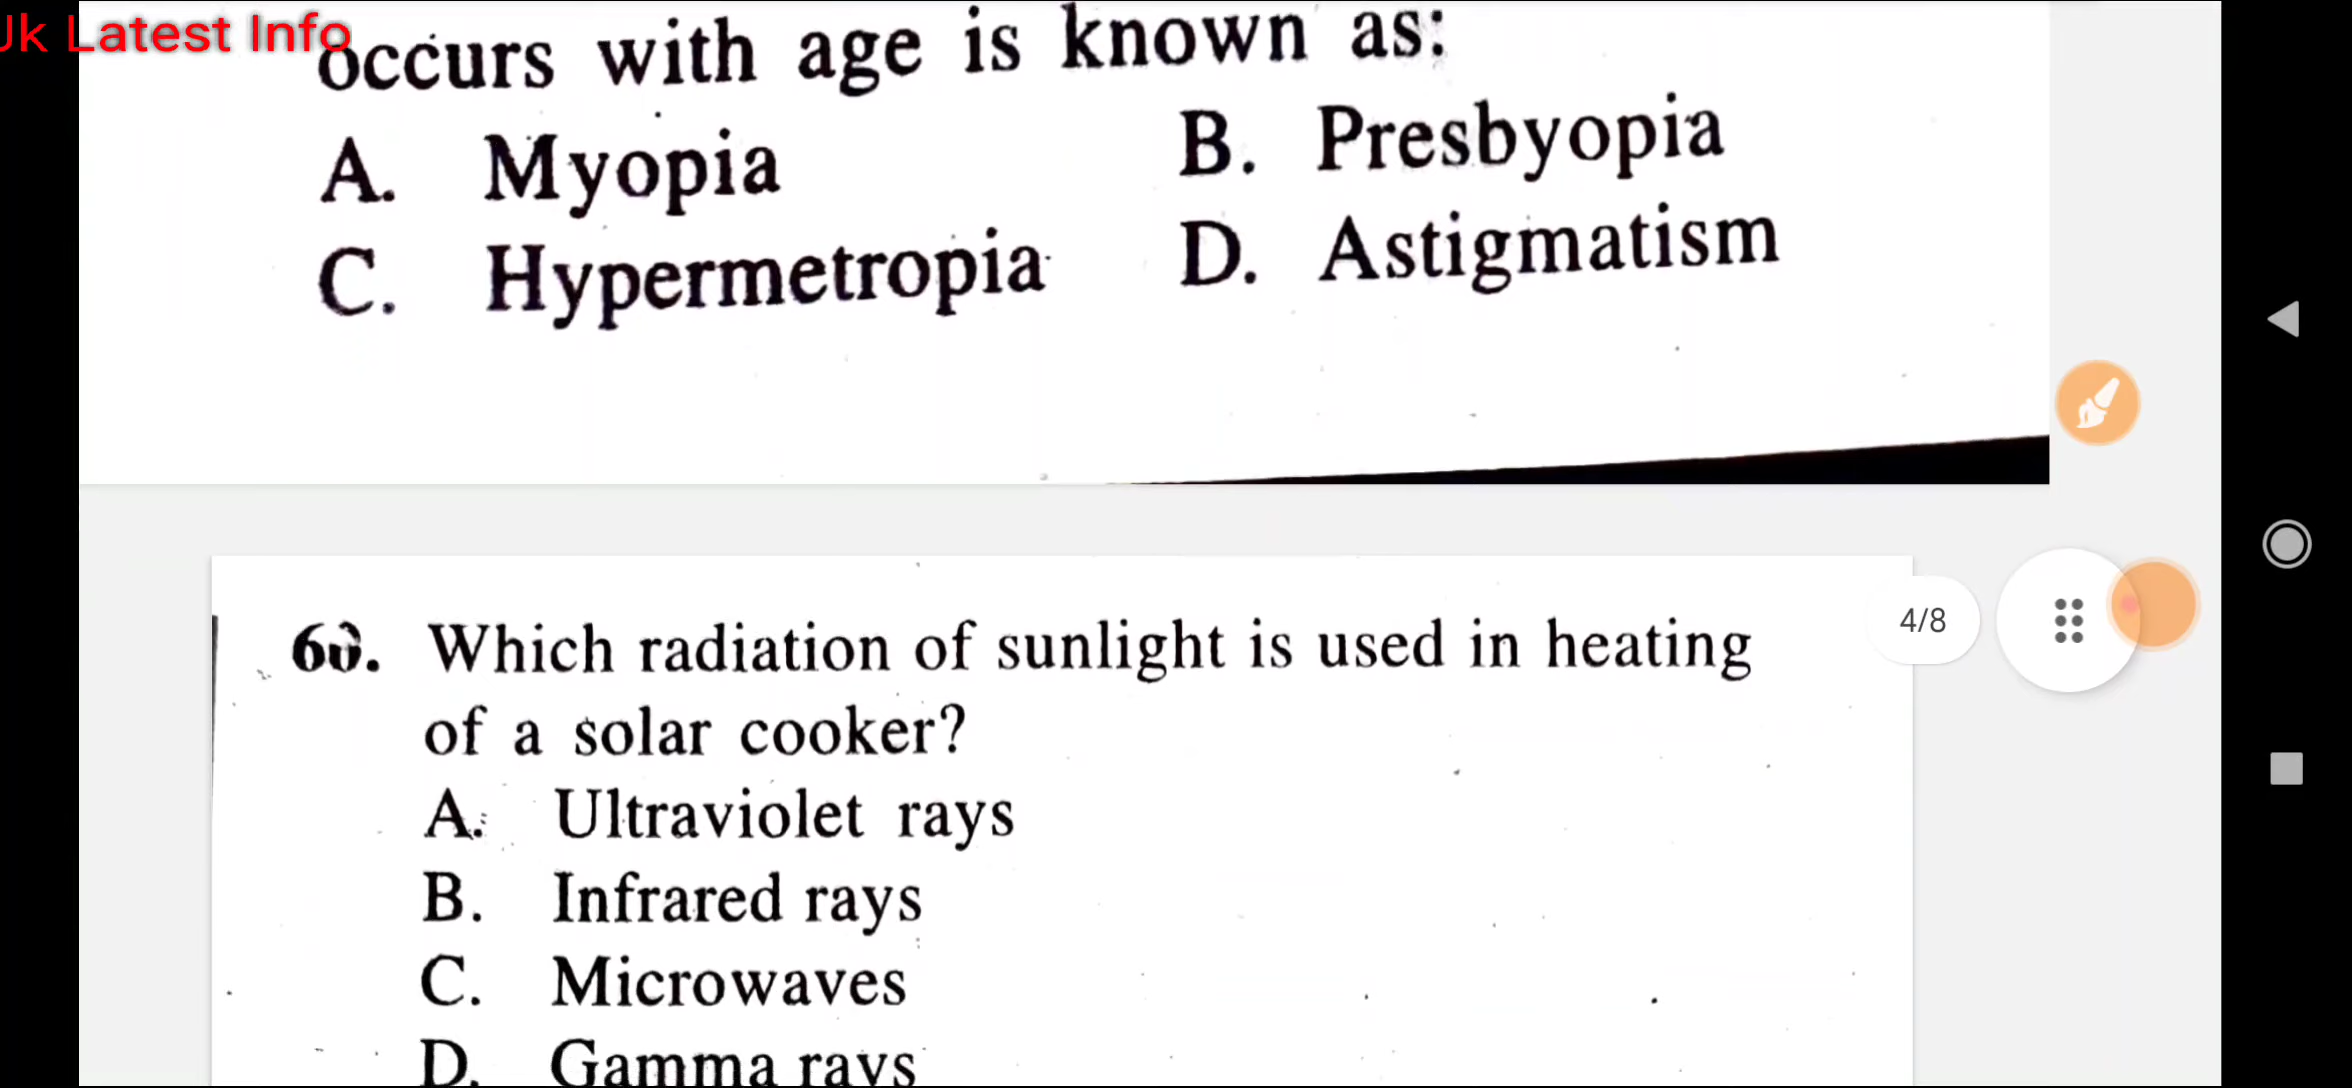 Jk Latest Info
occurs with age is known as:
A. Myopia B. Presbyopia
C. Hypermetropia D. Astigmatism
4/8
60. Which radiation of sunlight is used in heating
of a solar cooker?
A. Ultraviolet rays
B. Infrared rays
C. Microwaves
D. Gamma rays